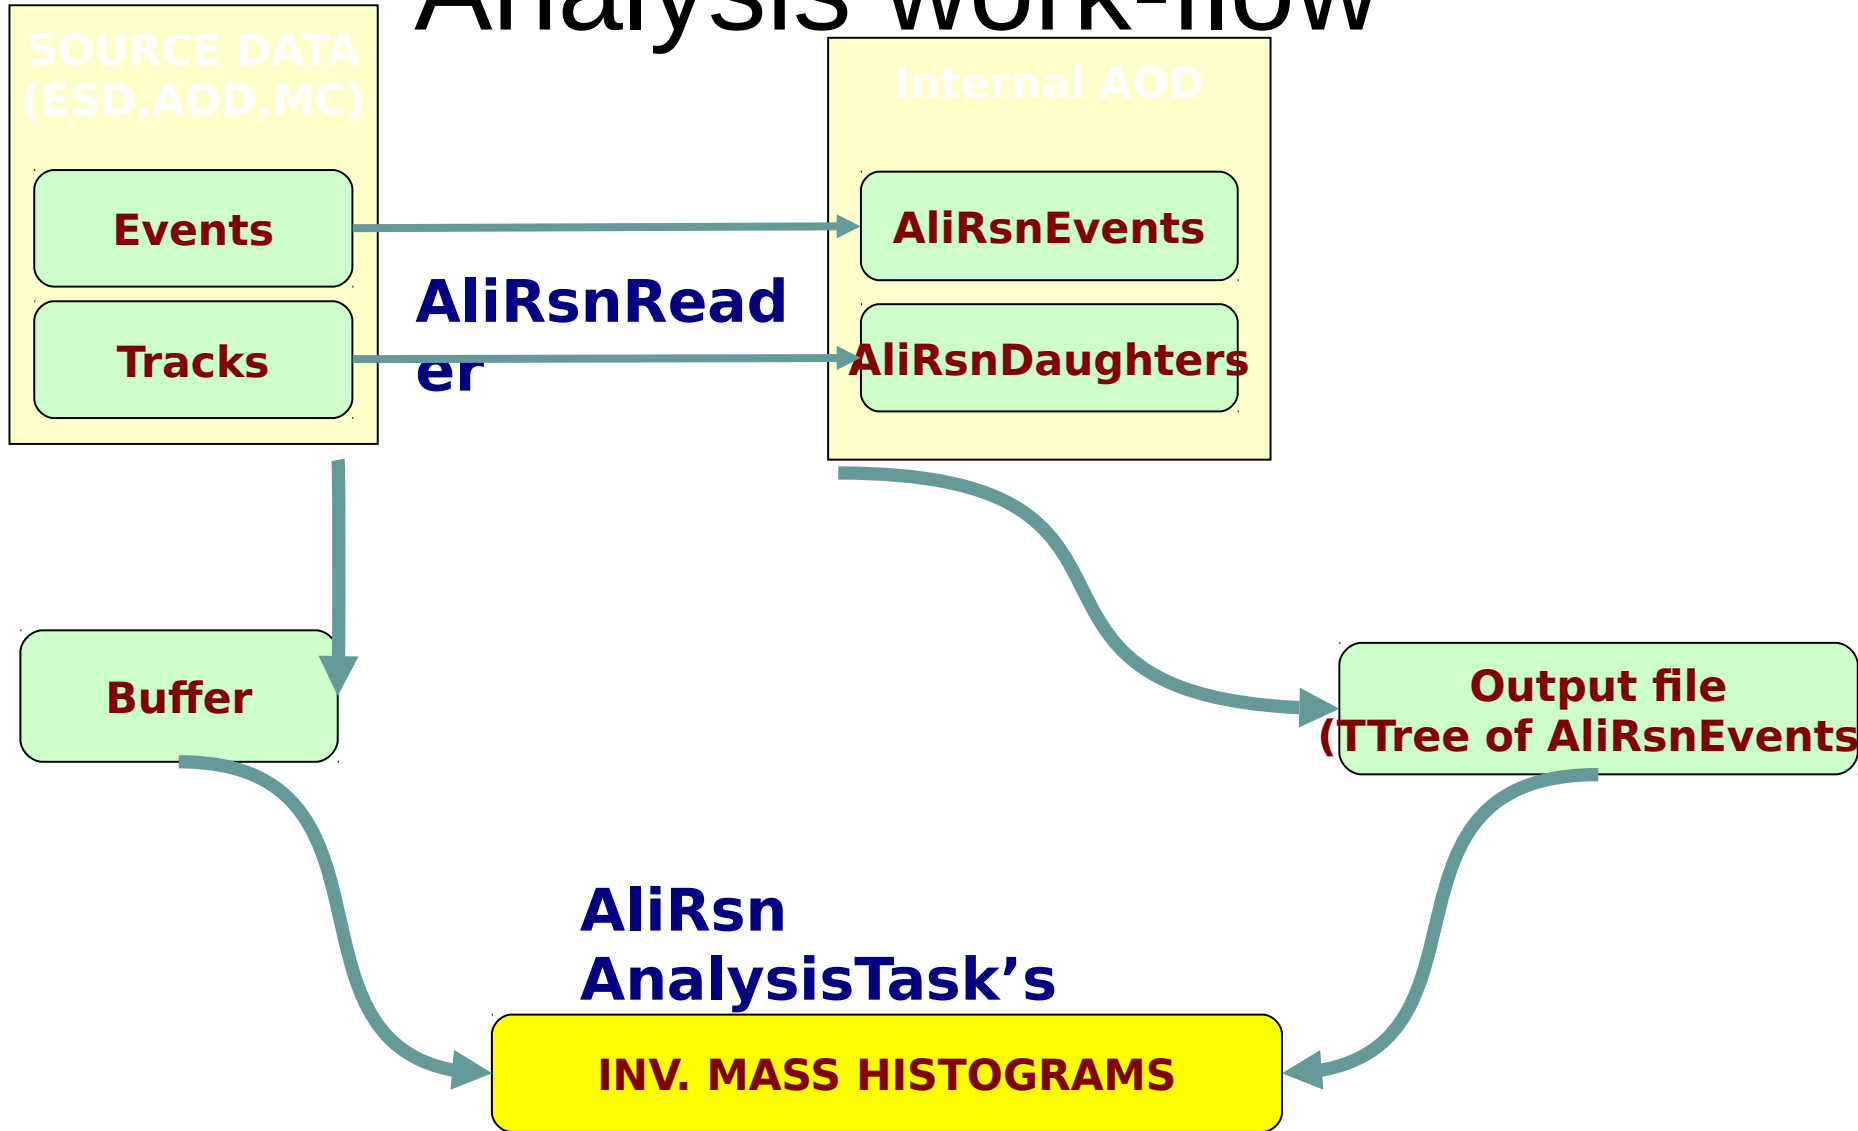 Analysis work-flow
SOURCE DATA
(ESD,AOD,MC)
Internal AOD
Events
AliRsnEvents
AliRsnRead
er
Tracks
AliRsnDaughters
Buffer
Output file
(TTree of AliRsnEvents
AliRsn
AnalysisTask’s
INV. MASS HISTOGRAMS